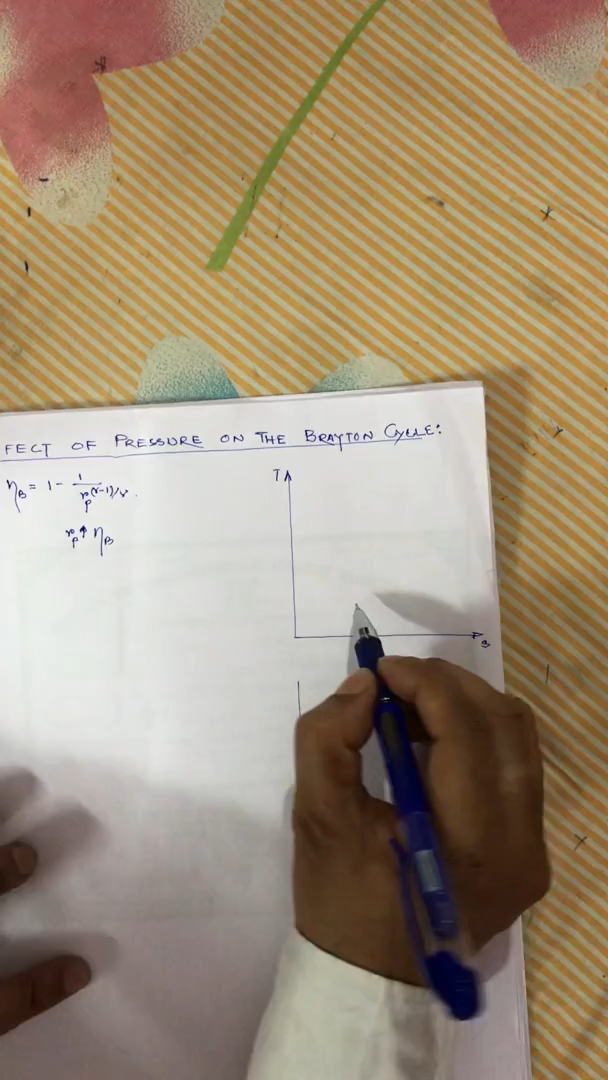 FECT OF PRESSURE ON THE BRAYTON CYCLE:
η_B = 1 - 1 / r_p^(γ-1)/γ .
r_p ↑ η_B
T
S